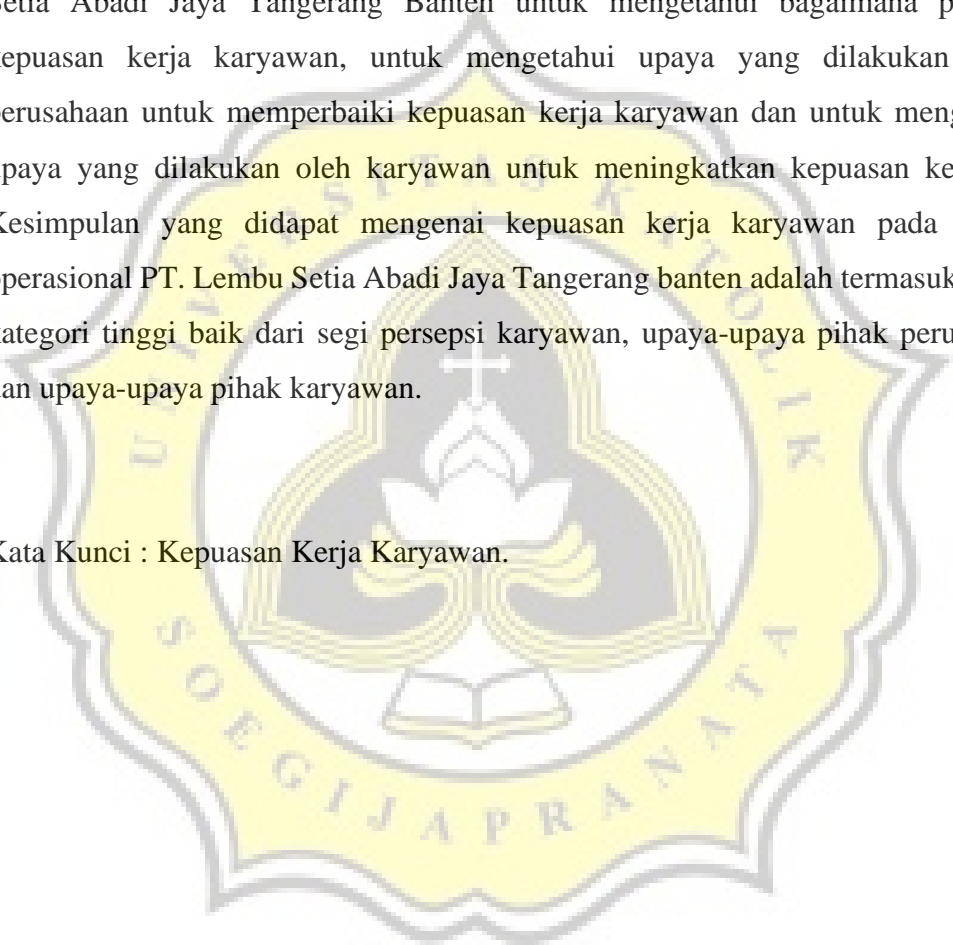 Setia Abadi Jaya Tangerang Banten untuk mengetahui bagaimana
kepuasan kerja karyawan, untuk mengetahui upaya yang dilakukan
perusahaan untuk memperbaiki kepuasan kerja karyawan dan untuk
upaya yang dilakukan oleh karyawan untuk meningkatkan kepuasan
Kesimpulan yang didapat mengenai kepuasan kerja karyawan pada
operasional PT. Lembu Setia Abadi Jaya Tangerang banten adalah termasuk
kategori tinggi baik dari segi persepsi karyawan, upaya-upaya pihak
dan upaya-upaya pihak karyawan.
Kata Kunci : Kepuasan Kerja Karyawan.
UNIVERSITAS KATOLIK
SOEGIJAPRANATA